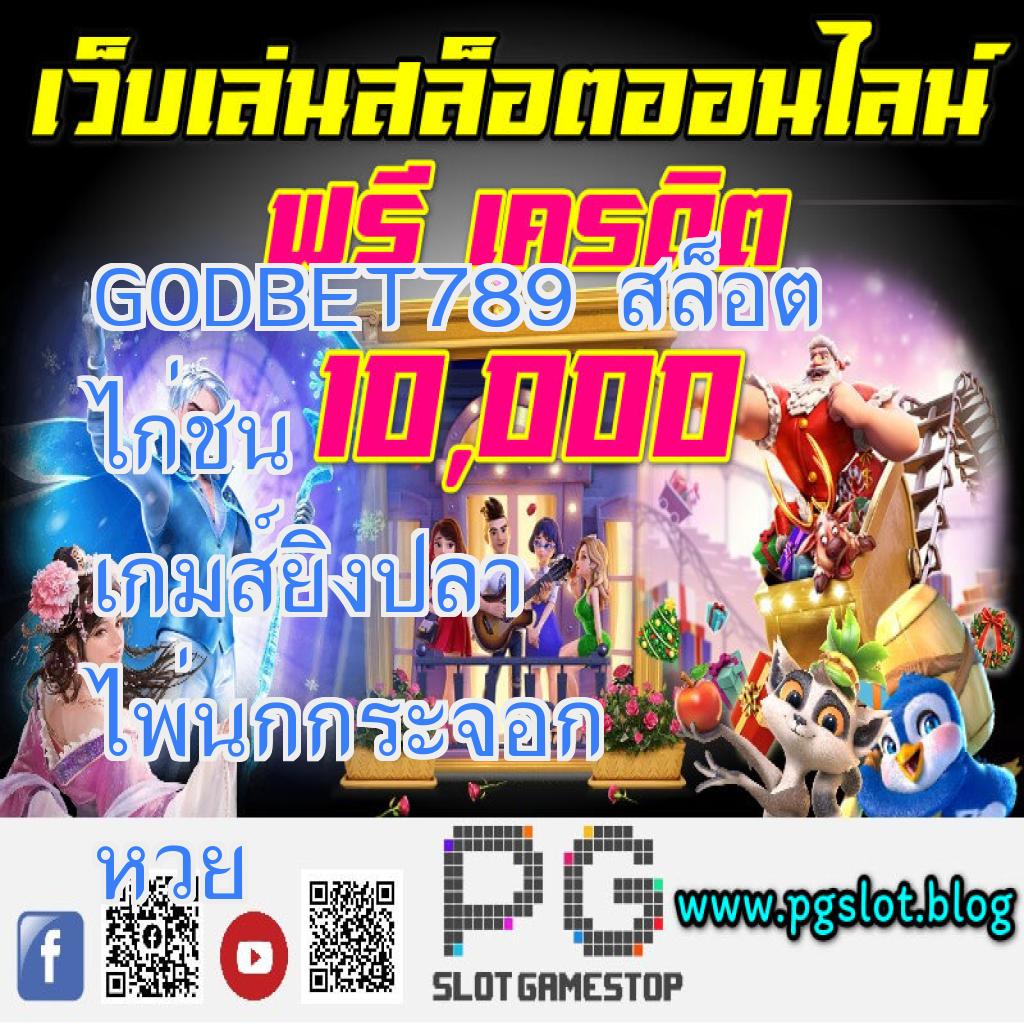 เว็บเล่นสล็อตออนไลน์
ฟรี เครดิต
GODBET789 สล็อต
10,000
ไก่ชน
เกมส์ยิงปลา
ไพ่นกกระจอก
หวย
PG
SLOT GAMESTOP
www.pgslot.blog